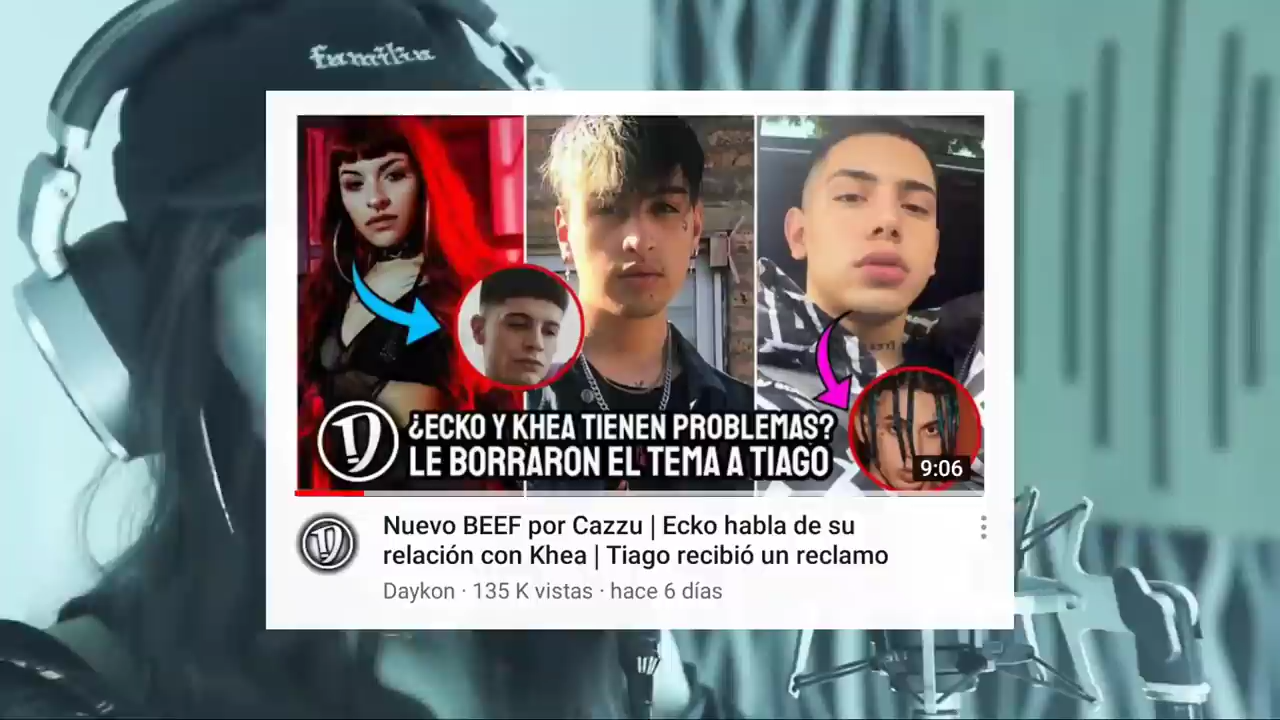 familia
¿ECKO Y KHEA TIENEN PROBLEMAS?
LE BORRARON EL TEMA A TIAGO
9:06
Nuevo BEEF por Cazzu | Ecko habla de su
relación con Khea | Tiago recibió un reclamo
Daykon · 135 K vistas · hace 6 días